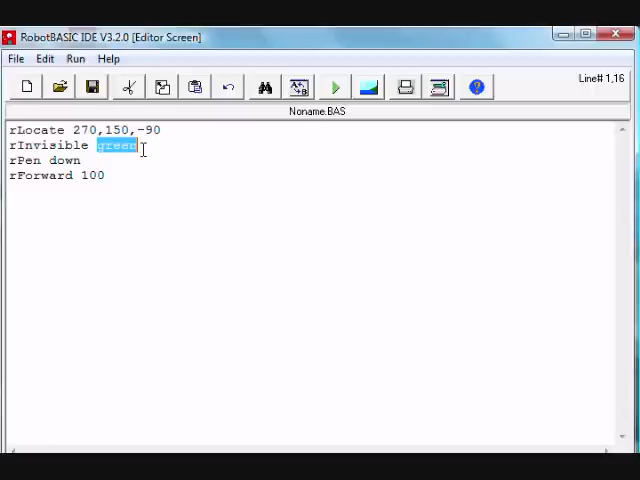 RobotBASIC IDE V3.2.0 [Editor Screen]
File Edit Run Help
Line# 1,16
Noname.BAS
rLocate 270,150,-90
rInvisible green
rPen down
rForward 100